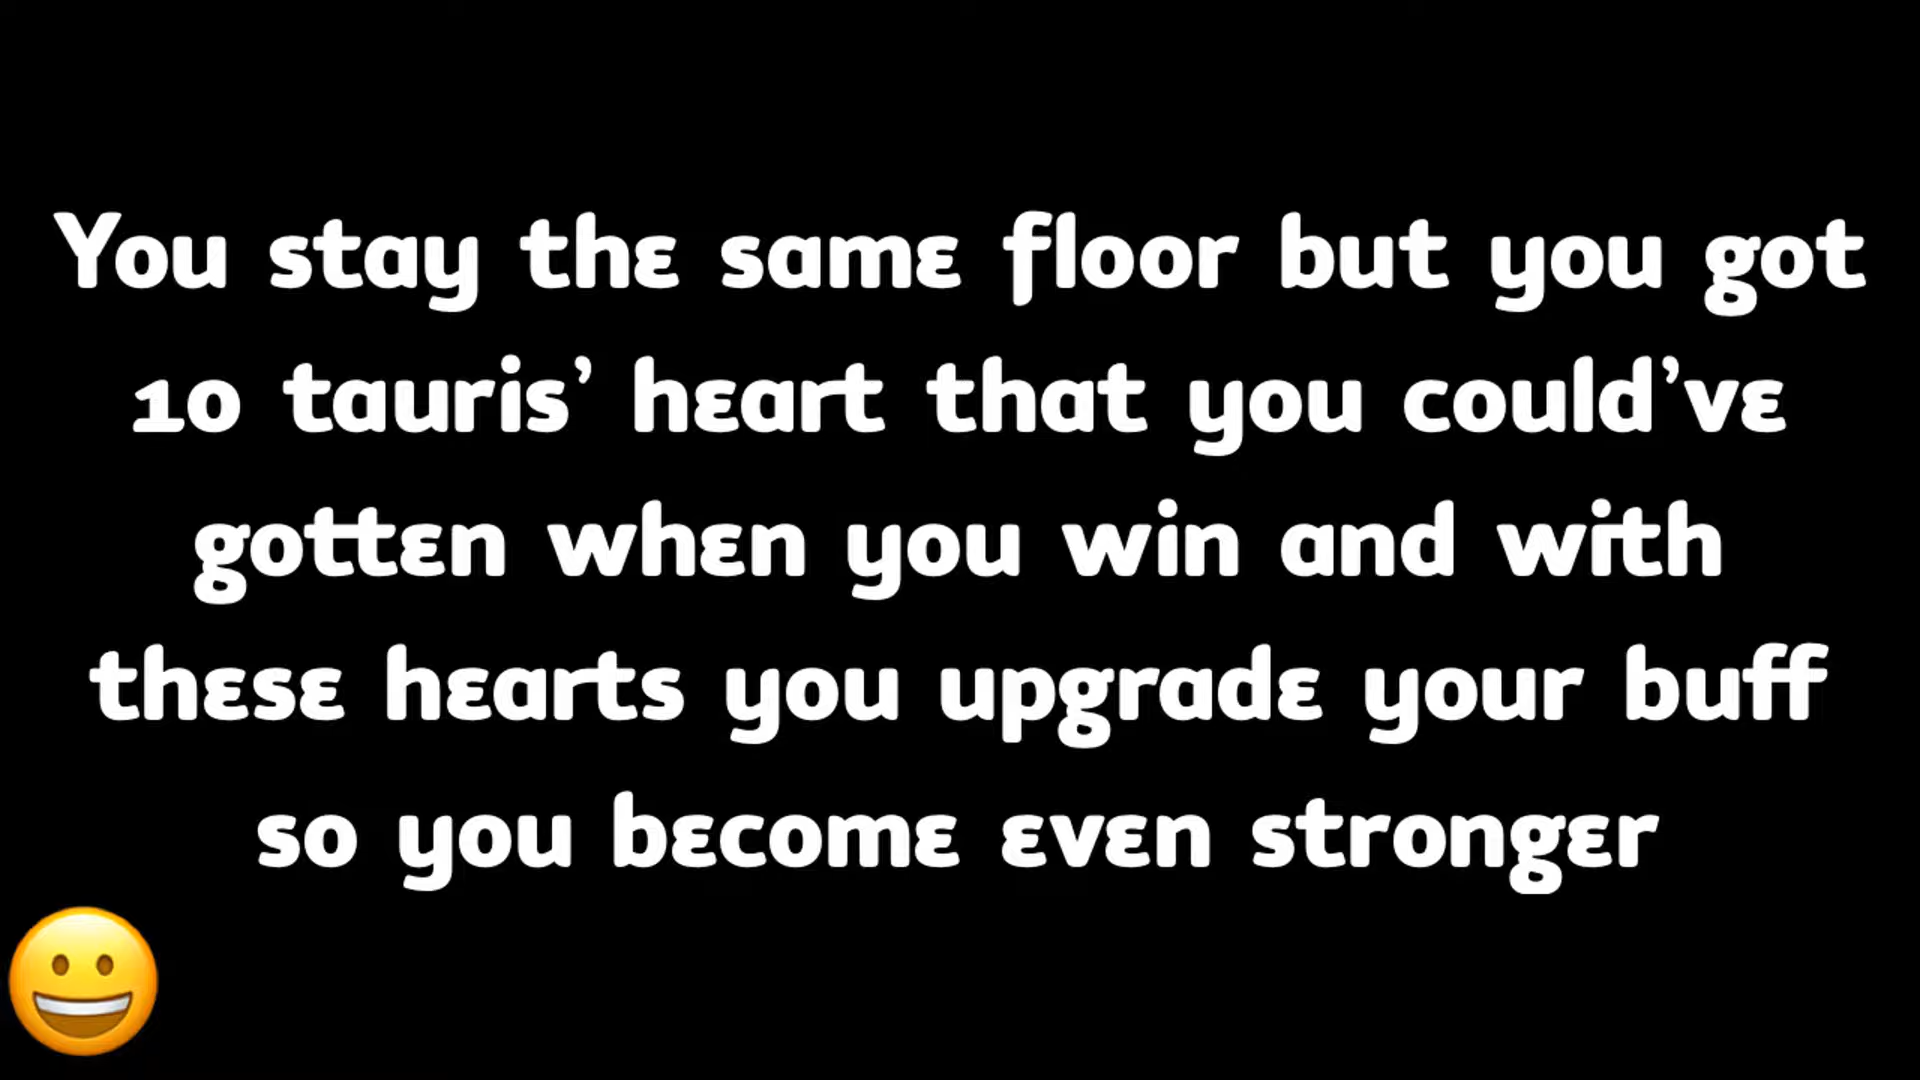 You stay the same floor but you got
10 tauris’ heart that you could’ve
gotten when you win and with
these hearts you upgrade your buff
so you become even stronger